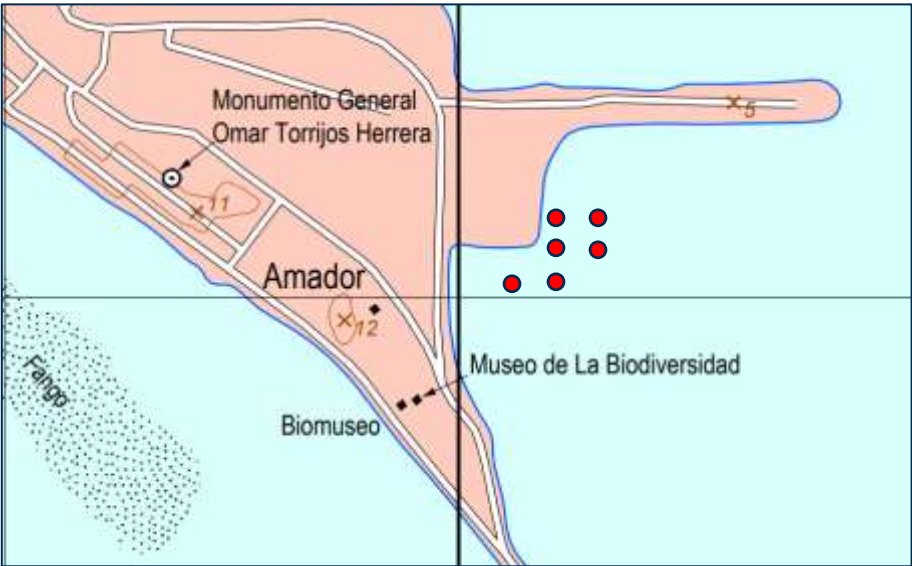 Monumento General
Omar Torrijos Herrera
5
11
Amador
12
Fango
Museo de La Biodiversidad
Biomuseo